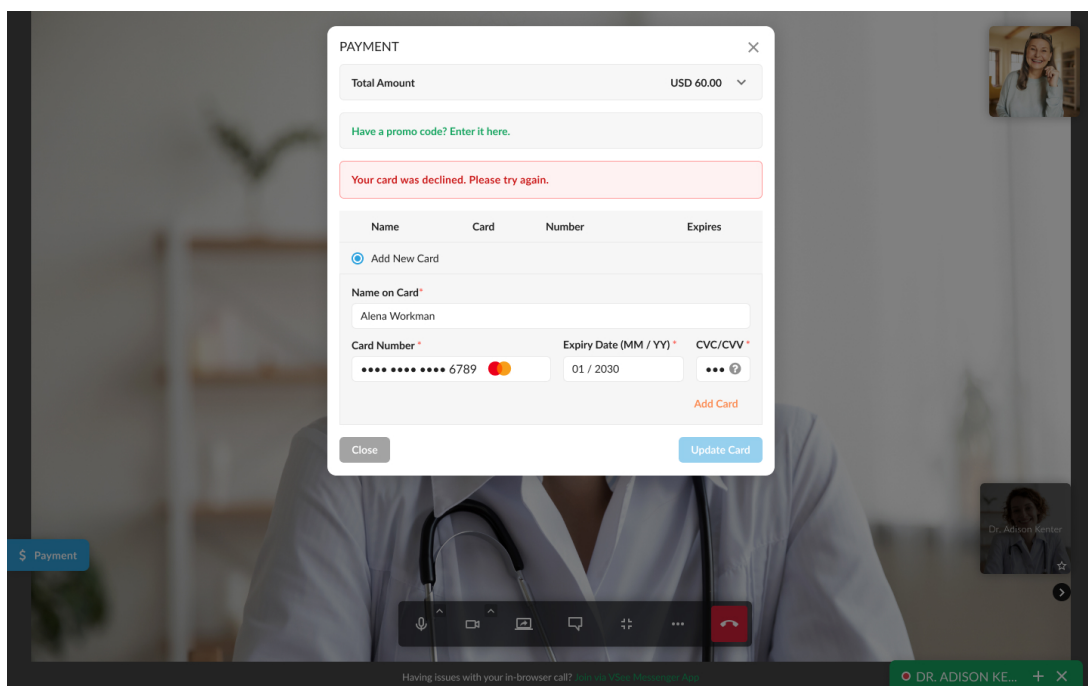 PAYMENT
Total Amount USD 60.00
Have a promo code? Enter it here.
Your card was declined. Please try again.
Name Card Number Expires
Add New Card
Name on Card*
Alena Workman
Card Number * Expiry Date (MM / YY) * CVC/CVV *
•••• •••• •••• 6789 01 / 2030 •••
Add Card
Close Update Card
Dr. Adison Kenter
$ Payment
Having issues with your in-browser call? Join via VSee Messenger App
DR. ADISON KE...